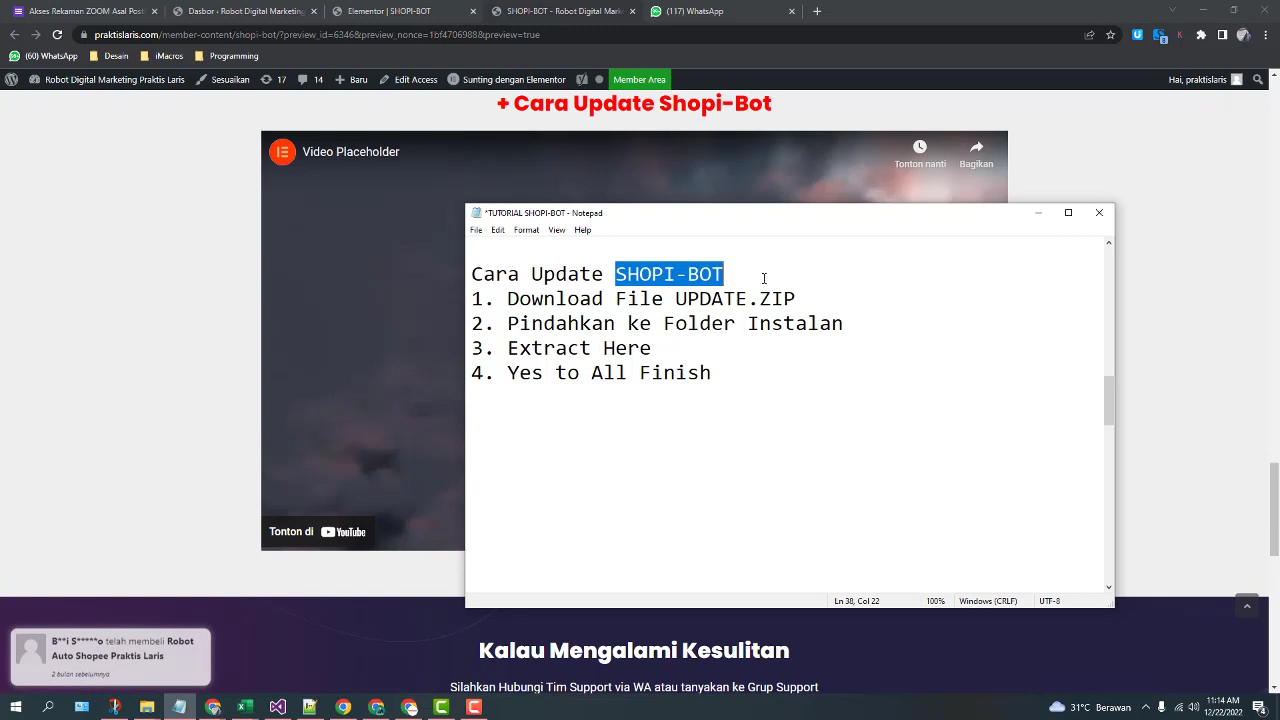 Akses Rekaman ZOOM Asal Post
Dasbor ‹ Robot Digital Marketing
Elementor | SHOPI-BOT
SHOPI-BOT - Robot Digital Mark
(117) WhatsApp
praktislaris.com/member-content/shopi-bot/?preview_id=6346&preview_nonce=1bf4706988&preview=true
(60) WhatsApp
Desain
iMacros
Programming
Robot Digital Marketing Praktis Laris
Sesuaikan
17
14
Baru
Edit Access
Sunting dengan Elementor
Member Area
Hai, praktislaris
+ Cara Update Shopi-Bot
Video Placeholder
Tonton nanti
Bagikan
*TUTORIAL SHOPI-BOT - Notepad
File Edit Format View Help
Cara Update SHOPI-BOT
1. Download File UPDATE.ZIP
2. Pindahkan ke Folder Instalan
3. Extract Here
4. Yes to All Finish
Tonton di YouTube
Ln 38, Col 22
100%
Windows (CRLF)
UTF-8
B**i S*****o telah membeli Robot
Auto Shopee Praktis Laris
2 bulan sebelumnya
Kalau Mengalami Kesulitan
Silahkan Hubungi Tim Support via WA atau tanyakan ke Grup Support
31°C Berawan
11:14 AM
12/22/2022
4